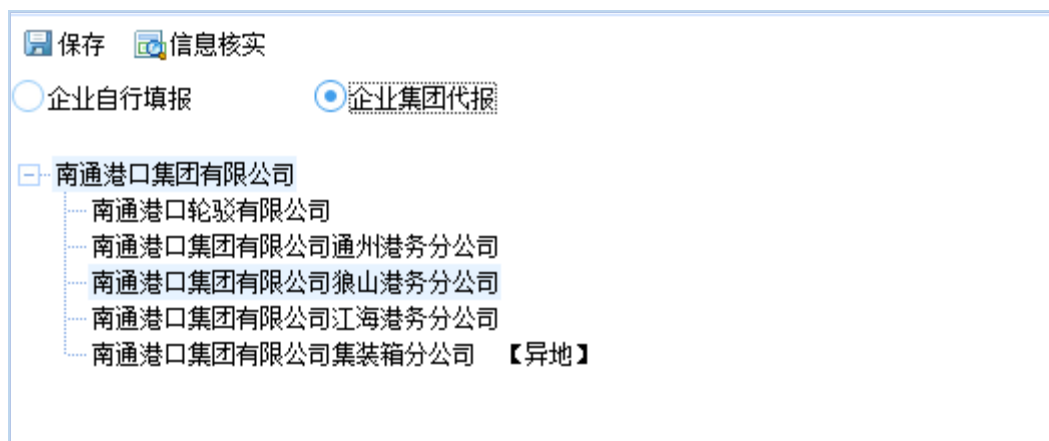 保存 信息核实
企业自行填报 企业集团代报
南通港口集团有限公司
南通港口轮驳有限公司
南通港口集团有限公司通州港务分公司
南通港口集团有限公司狼山港务分公司
南通港口集团有限公司江海港务分公司
南通港口集团有限公司集装箱分公司 【异地】